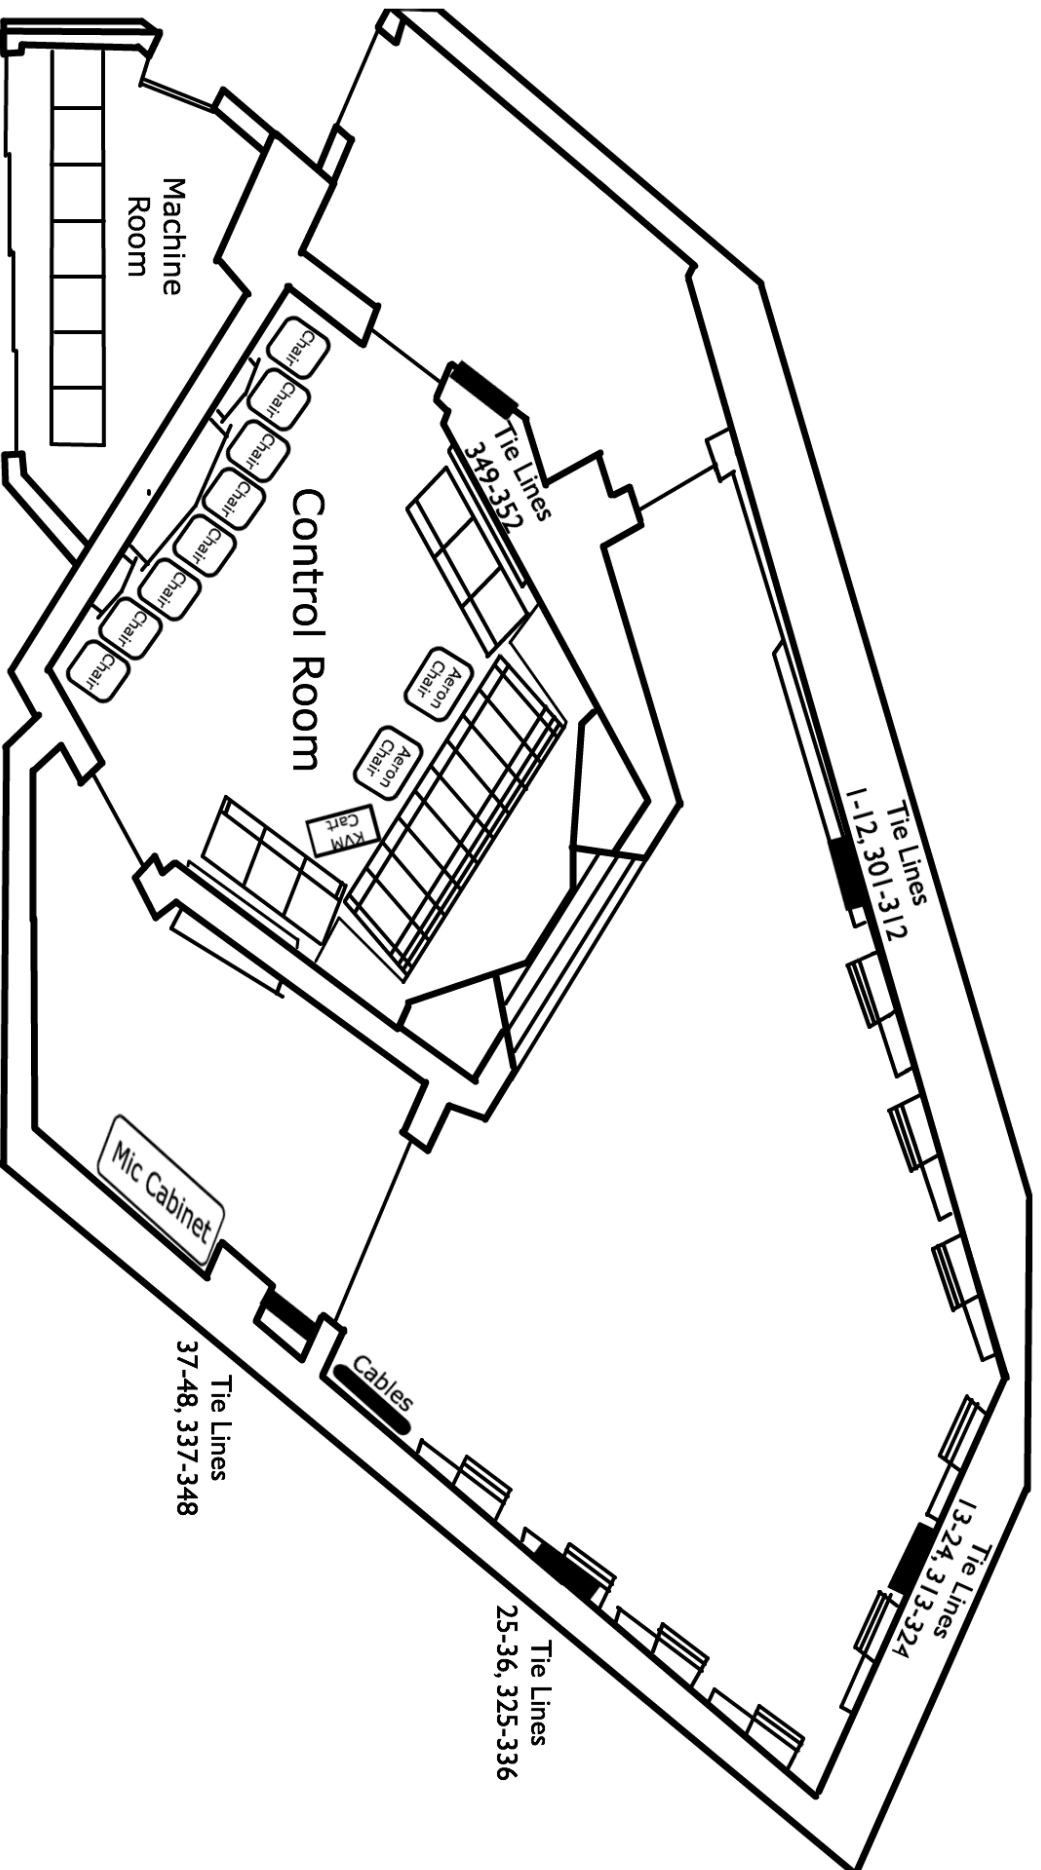 Machine
Room
Chair
Chair
Chair
Chair
Chair
Chair
Chair
Chair
Control Room
Tie Lines
349-352
Aeron
Chair
Aeron
Chair
KVM
Cart
Tie Lines
1-12, 301-312
Mic Cabinet
Tie Lines
37-48, 337-348
Cables
Tie Lines
25-36, 325-336
Tie Lines
13-24, 313-324